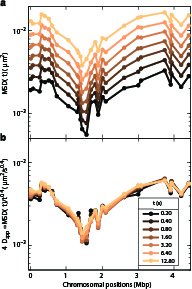 a
MSD( τ) ( μm²)
10⁻²
10⁻³
b
4 D_app =MSD( τ)/τ^0.4 ( μm²/s^0.4)
10⁻²
10⁻³
τ (s)
0.20
0.40
0.80
1.60
3.20
6.40
12.80
0
1
2
3
4
Chromosomal positions (Mbp)